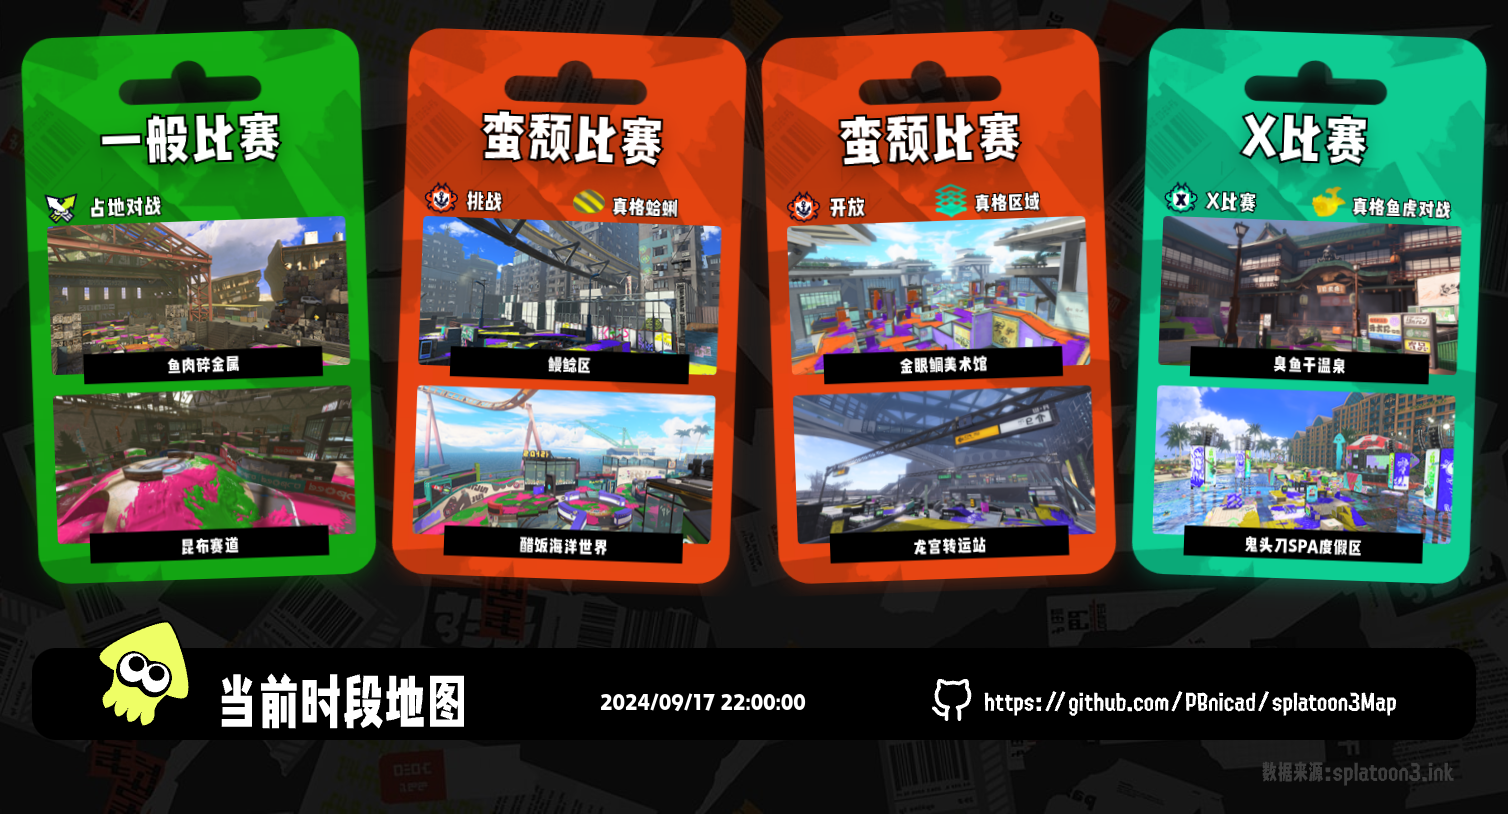 一般比赛
占地对战
鱼肉碎金属
昆布赛道
蛮颓比赛
挑战
真格蛤蜊
鳗鲶区
醋饭海洋世界
蛮颓比赛
开放
真格区域
金眼鲷美术馆
龙宫转运站
X比赛
X比赛
真格鱼虎对战
臭鱼干温泉
鬼头刀SPA度假区
当前时段地图
2024/09/17 22:00:00
https://github.com/PBnicad/splatoon3Map
数据来源:splatoon3.ink